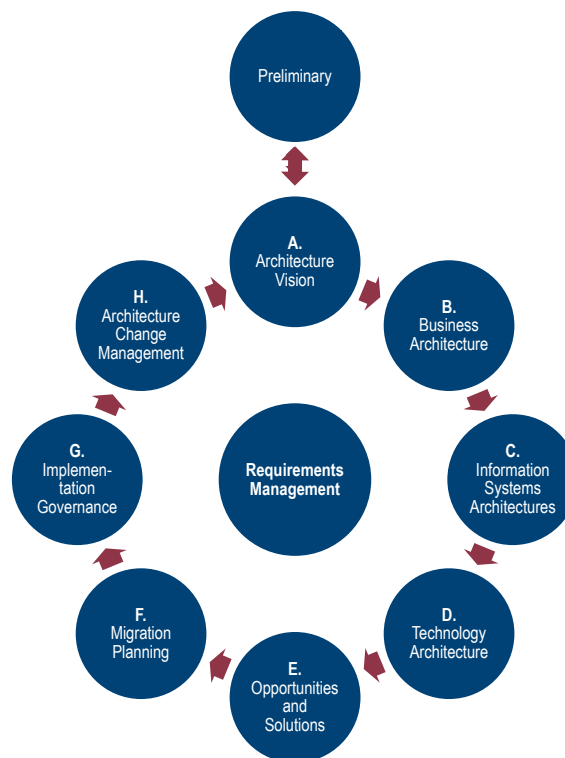 Preliminary
A.
Architecture
Vision
B.
Business
Architecture
C.
Information
Systems
Architectures
D.
Technology
Architecture
E.
Opportunities
and
Solutions
F.
Migration
Planning
G.
Implemen-
tation
Governance
H.
Architecture
Change
Management
Requirements
Management